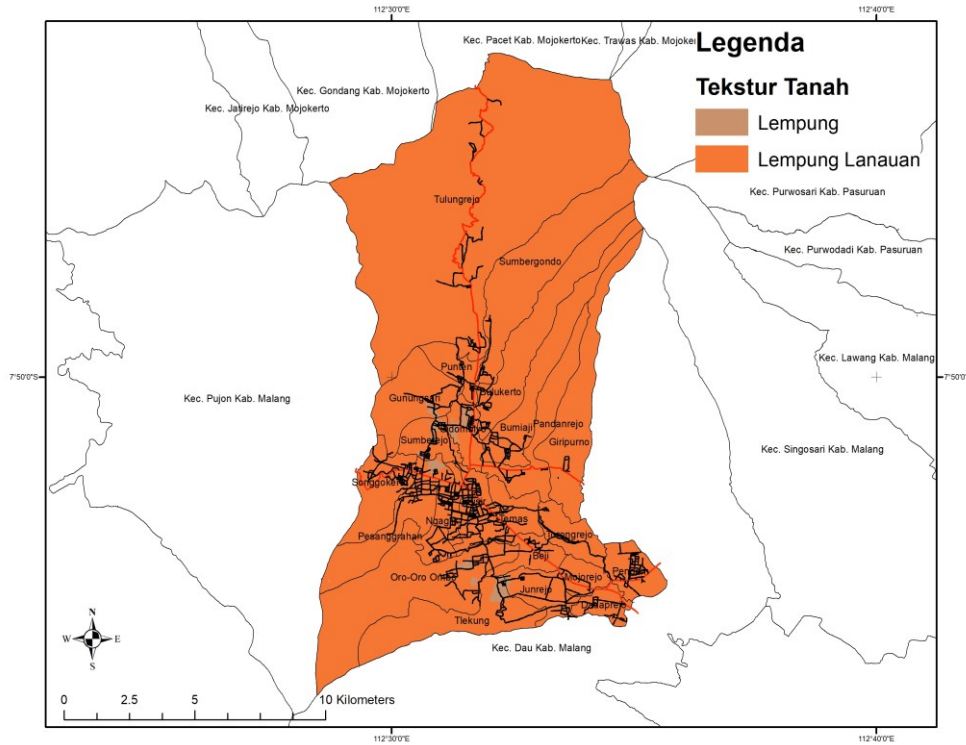 112°30'0"E
112°40'0"E
Kec. Pacet Kab. Mojokerto
Kec. Trawas Kab. Mojoker
Legenda
Kec. Gondang Kab. Mojokerto
Tekstur Tanah
Kec. Jatirejo Kab. Mojokerto
Lempung
Lempung Lanauan
Kec. Purwosari Kab. Pasuruan
Tulungrejo
Kec. Purwodadi Kab. Pasuruan
Sumbergondo
Kec. Lawang Kab. Malang
Punten
7°50'0"S
7°50'0"
Bulukerto
Kec. Pujon Kab. Malang
Gunungsari
Bumiaji
Pandanrejo
Sumberejo
Giripurno
Kec. Singosari Kab. Malang
Songgokerto
Ngaglik
Temas
Pesanggrahan
Torongrejo
Beji
Oro-Oro Ombo
Mojorejo
Pendem
Junrejo
Dadaprejo
Tlekung
Kec. Dau Kab. Malang
N
W
E
S
0 2.5 5 10 Kilometers
112°30'0"E
112°40'0"E